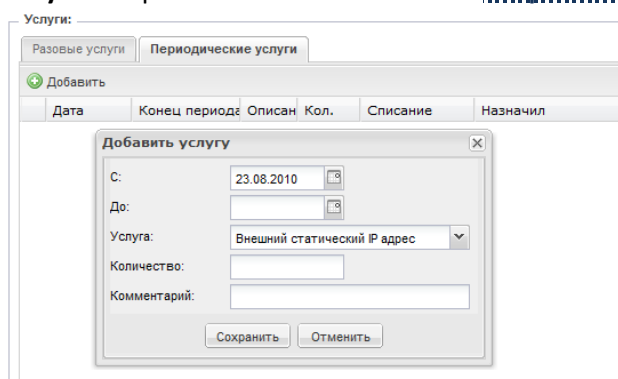 Услуги:
Разовые услуги Периодические услуги
Добавить
Дата Конец периода Описан Кол. Списание Назначил
Добавить услугу
С: 23.08.2010
До:
Услуга: Внешний статический IP адрес
Количество:
Комментарий:
Сохранить Отменить